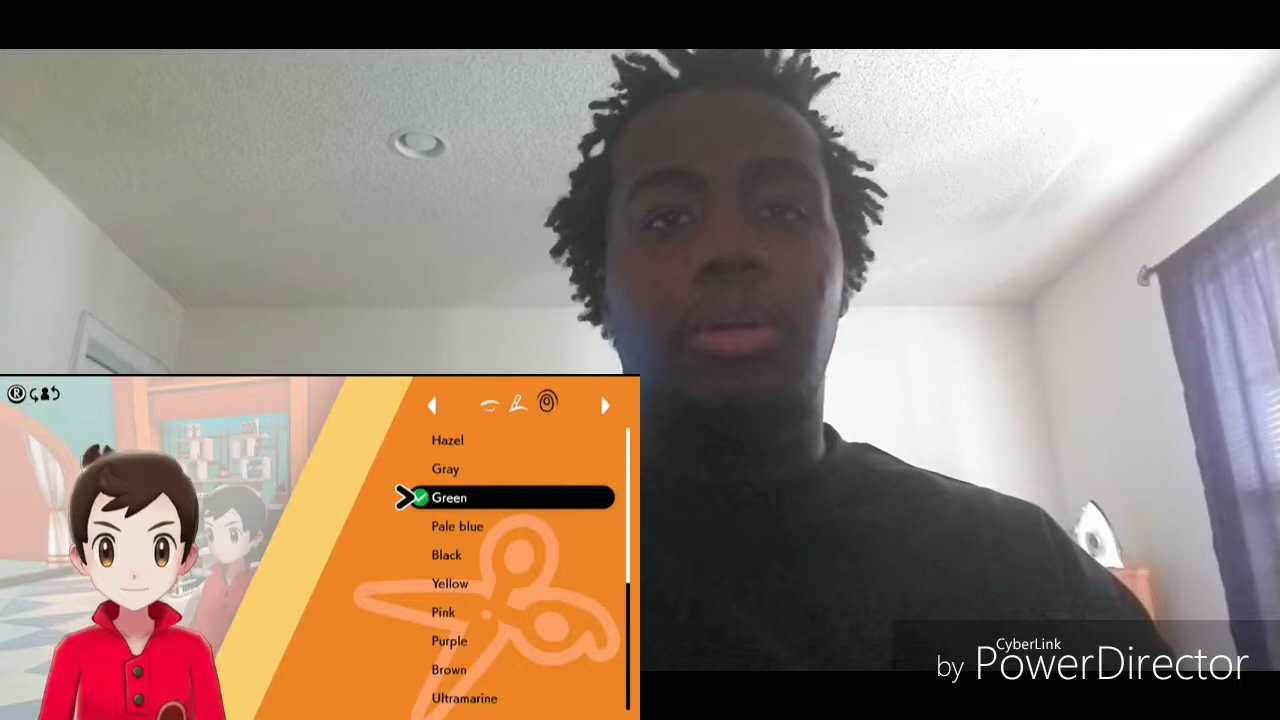 R
Hazel
Gray
Green
Pale blue
Black
Yellow
Pink
Purple
Brown
Ultramarine
CyberLink
by PowerDirector